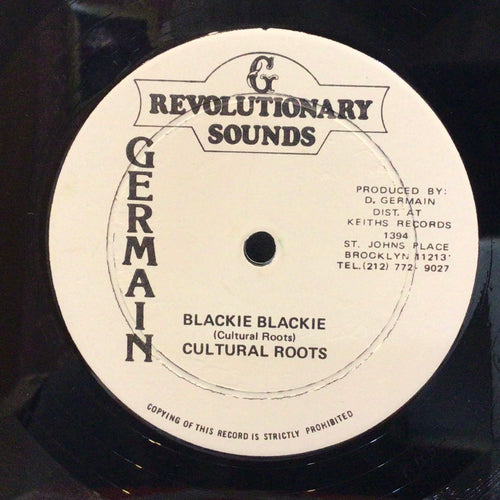 G
REVOLUTIONARY
SOUNDS
GERMAIN
PRODUCED BY:
D. GERMAIN
DIST. AT
KEITHS RECORDS
1394
ST. JOHNS PLACE
BROOKLYN 11213
TEL.(212) 772-9027
BLACKIE BLACKIE
(Cultural Roots)
CULTURAL ROOTS
COPYING OF THIS RECORD IS STRICTLY PROHIBITED